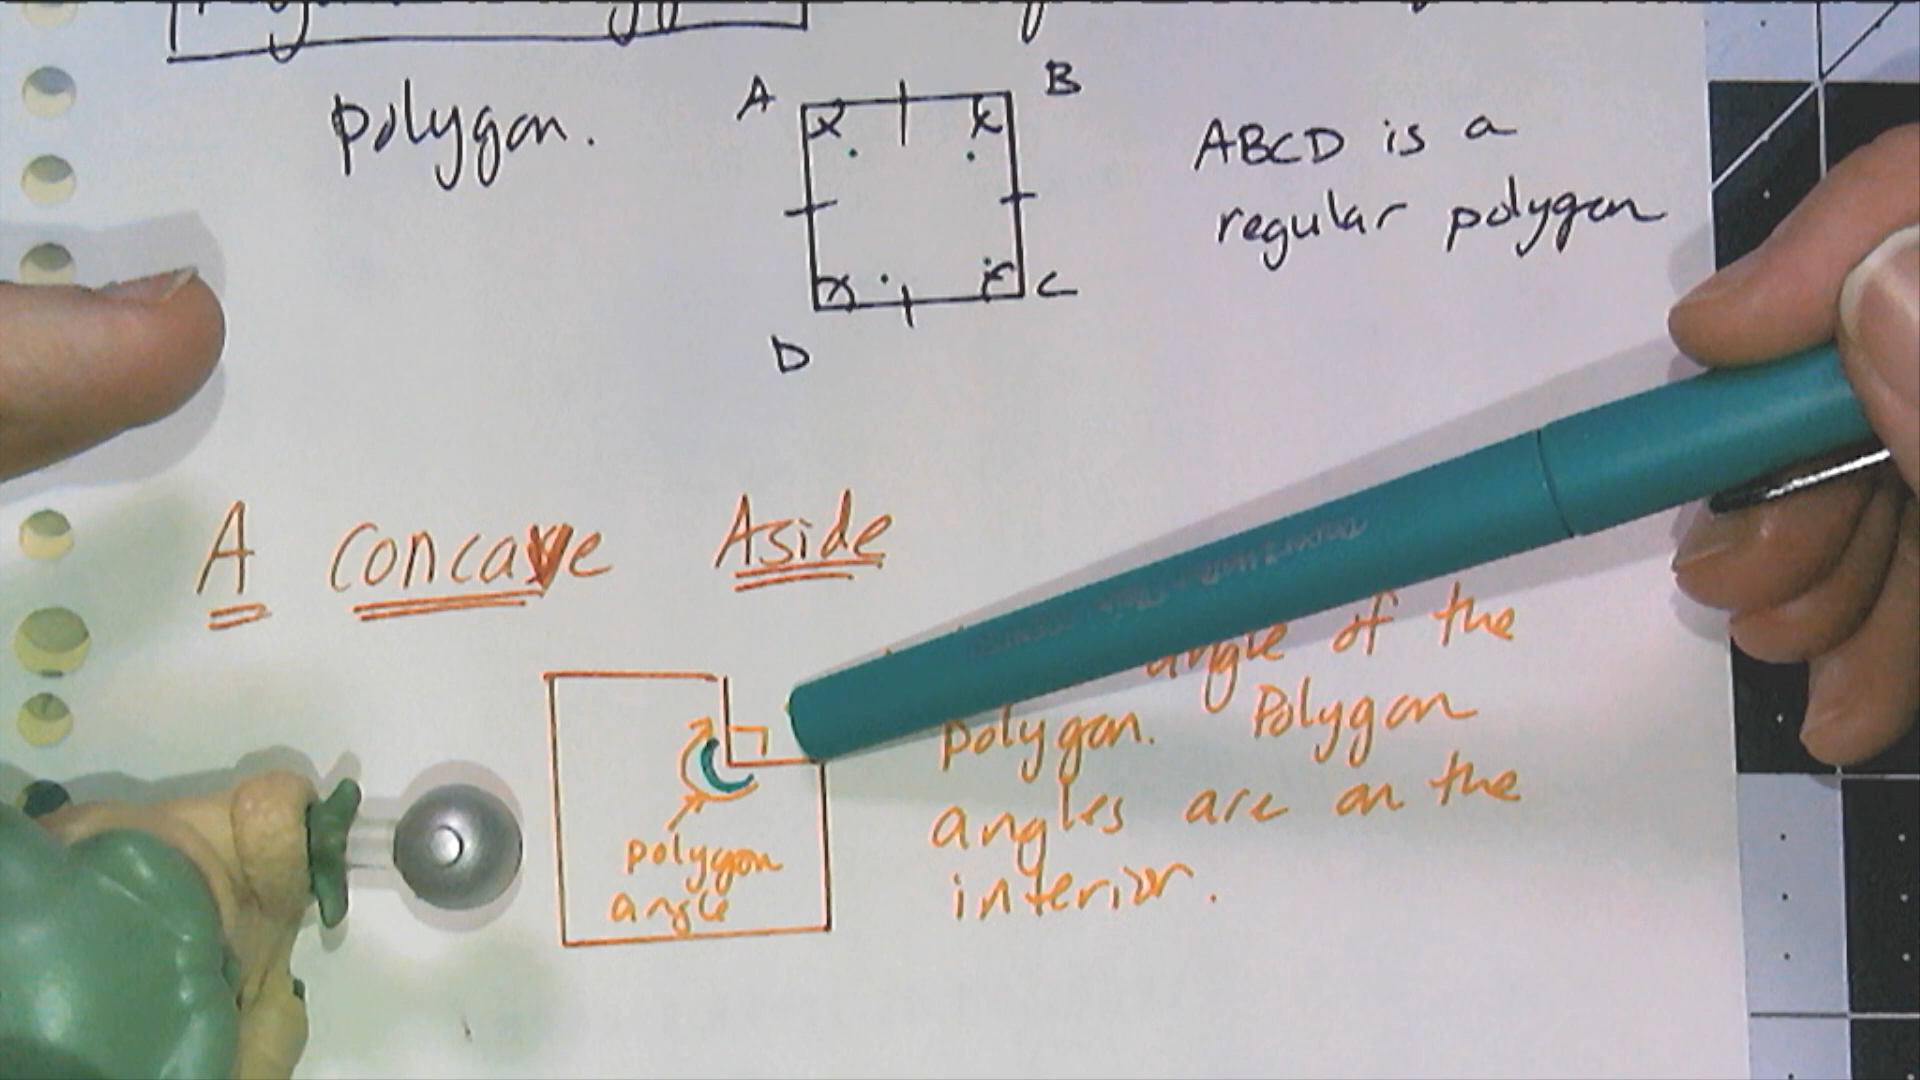 polygon.
A
B
ABCD is a
regular polygon
C
D
A concave Aside
angle of the
polygon. Polygon
angles are on the
interior.
polygon
angle